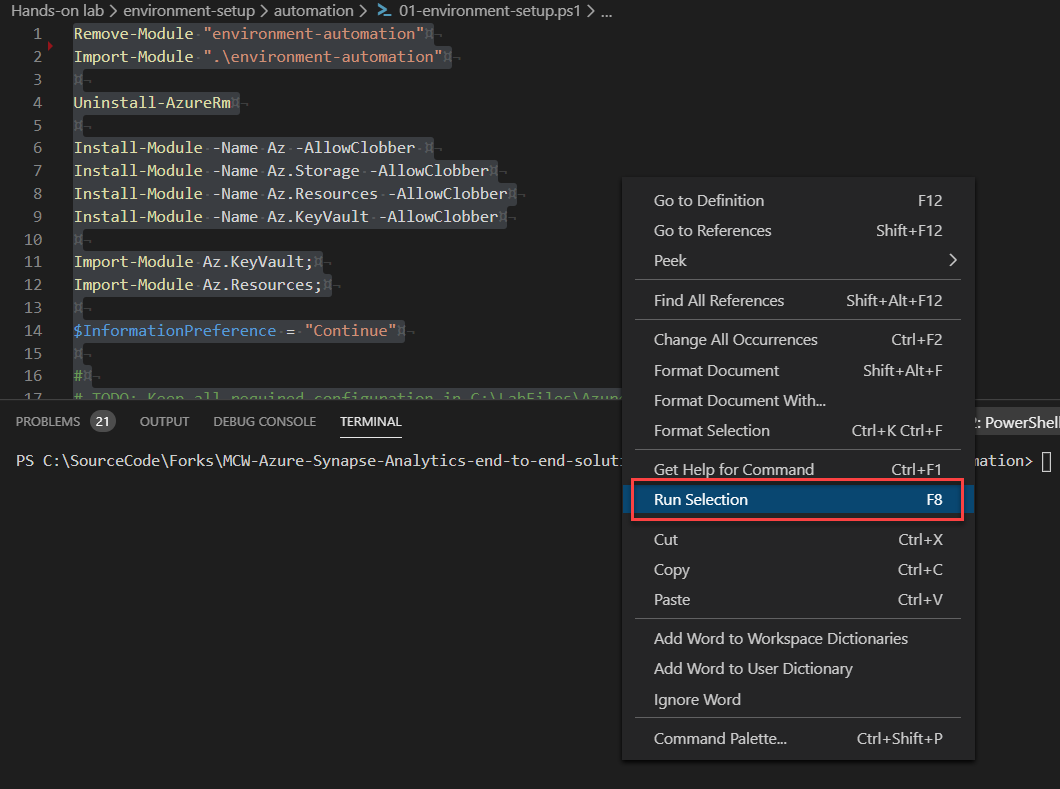 Hands-on lab > environment-setup > automation > 01-environment-setup.ps1 > ...
1 Remove-Module "environment-automation"
2 Import-Module ".\environment-automation"
3
4 Uninstall-AzureRm
5
6 Install-Module -Name Az -AllowClobber
7 Install-Module -Name Az.Storage -AllowClobber
8 Install-Module -Name Az.Resources -AllowClobber
9 Install-Module -Name Az.KeyVault -AllowClobber
10
11 Import-Module Az.KeyVault;
12 Import-Module Az.Resources;
13
14 $InformationPreference = "Continue"
15
16 #
17 # TODO: Keep all required configuration in C:\LabFiles\Azure
PROBLEMS 21 OUTPUT DEBUG CONSOLE TERMINAL
2: PowerShell
PS C:\SourceCode\Forks\MCW-Azure-Synapse-Analytics-end-to-end-soluti
mation>
Go to Definition F12
Go to References Shift+F12
Peek
Find All References Shift+Alt+F12
Change All Occurrences Ctrl+F2
Format Document Shift+Alt+F
Format Document With...
Format Selection Ctrl+K Ctrl+F
Get Help for Command Ctrl+F1
Run Selection F8
Cut Ctrl+X
Copy Ctrl+C
Paste Ctrl+V
Add Word to Workspace Dictionaries
Add Word to User Dictionary
Ignore Word
Command Palette... Ctrl+Shift+P